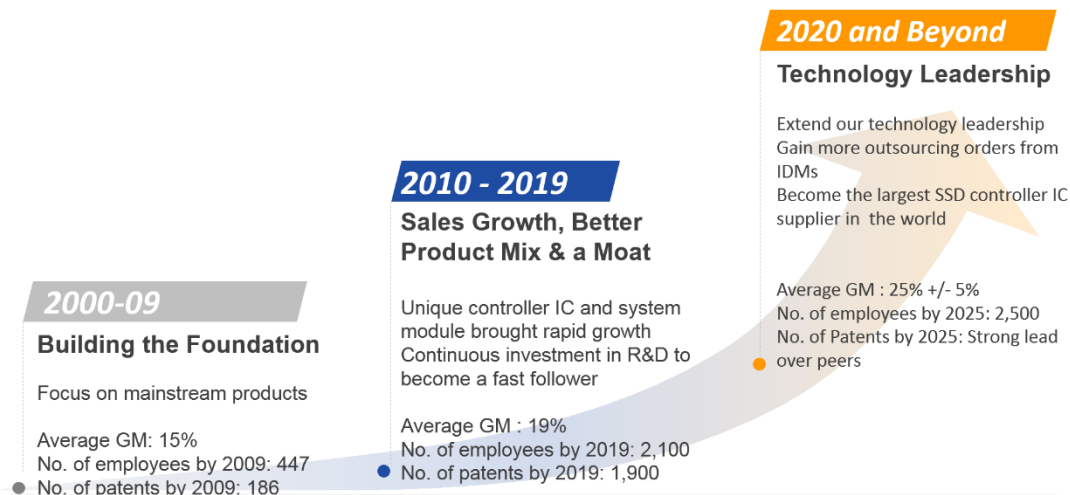 2020 and Beyond
Technology Leadership
Extend our technology leadership
Gain more outsourcing orders from
IDMs
Become the largest SSD controller IC
supplier in the world
Average GM : 25% +/- 5%
No. of employees by 2025: 2,500
No. of Patents by 2025: Strong lead
over peers
2010 - 2019
Sales Growth, Better
Product Mix & a Moat
Unique controller IC and system
module brought rapid growth
Continuous investment in R&D to
become a fast follower
Average GM : 19%
No. of employees by 2019: 2,100
No. of patents by 2019: 1,900
2000-09
Building the Foundation
Focus on mainstream products
Average GM: 15%
No. of employees by 2009: 447
No. of patents by 2009: 186